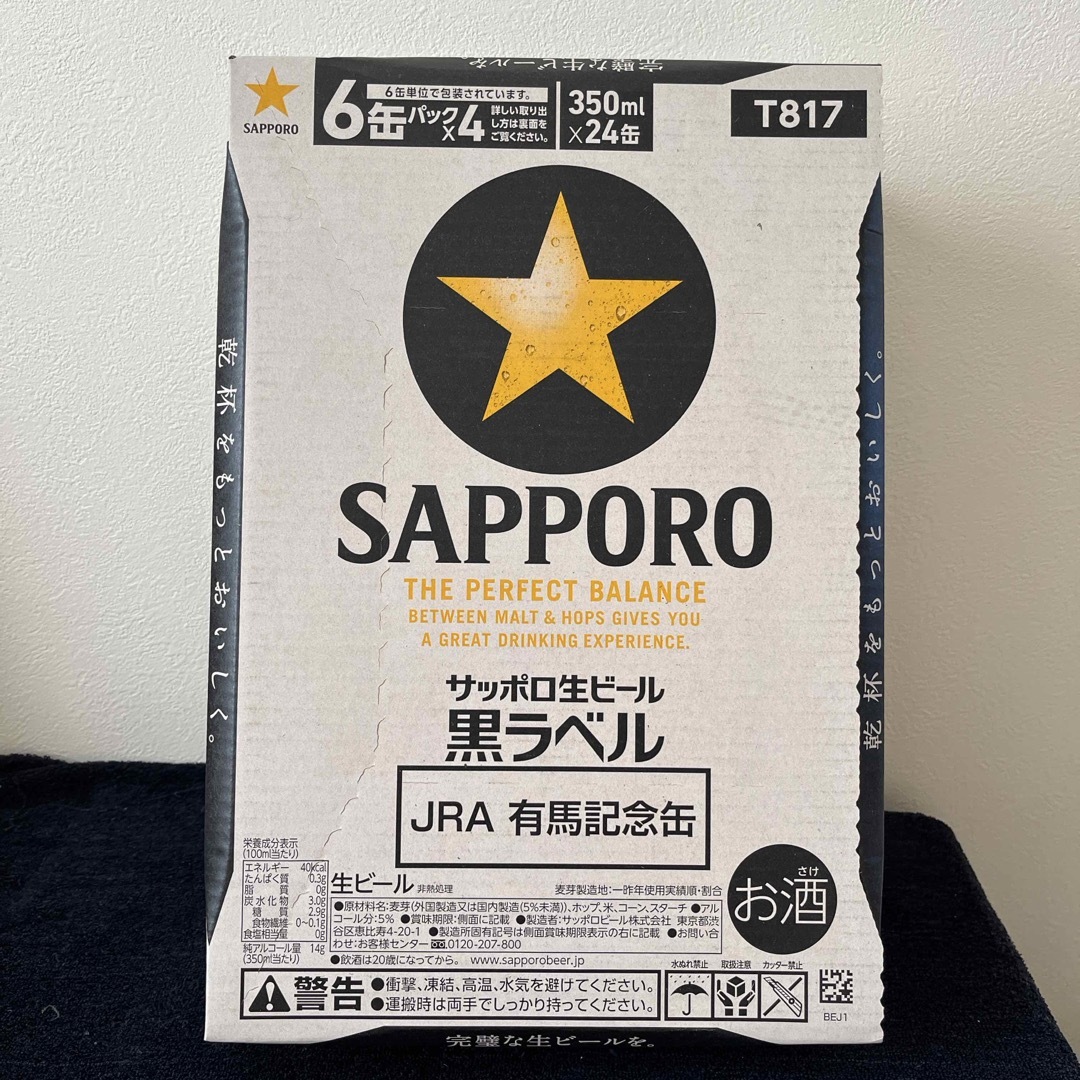 完璧な生ビールを。
SAPPORO
6缶パック×4
6缶単位で包装されています。
詳しい取り出
し方は裏面を
ご覧ください。
350ml
×24缶
T817
SAPPORO
THE PERFECT BALANCE
BETWEEN MALT & HOPS GIVES YOU
A GREAT DRINKING EXPERIENCE.
サッポロ生ビール
黒ラベル
JRA 有馬記念缶
乾杯をもっとおいしく。
乾杯をもっとおいしく。
栄養成分表示
(100ml当たり)
エネルギー 40kcal
たんぱく質 0.3g
脂質 0g
炭水化物 3.0g
糖質 2.9g
食物繊維 0~0.1g
食塩相当量 0g
純アルコール量 14g
(350ml当たり)
生ビール 非熱処理
麦芽製造地:一昨年使用実績順・割合
●原材料名:麦芽(外国製造又は国内製造(5%未満))、ホップ、米、コーン、スターチ ●アル
コール分:5% ●賞味期限:側面に記載 ●製造者:サッポロビール株式会社 東京都渋
谷区恵比寿4-20-1 ●製造所固有記号は側面賞味期限表示の右に記載 ●お問い合
わせ:お客様センター 0120-207-800
●飲酒は20歳になってから。 www.sapporobeer.jp
さけ
お酒
警告
●衝撃、凍結、高温、水気を避けてください。
●運搬時は両手でしっかり持ってください。
水ぬれ禁止
取扱注意
カッター禁止
BEJ1
完璧な生ビールを。